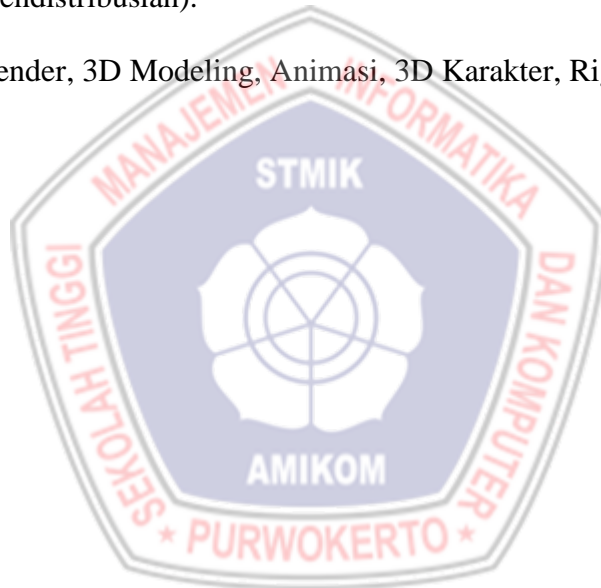 endistribusian).
ender, 3D Modeling, Animasi, 3D Karakter, Rig
SEKOLAH TINGGI MANAJEMEN INFORMATIKA DAN KOMPUTER
STMIK
AMIKOM
* PURWOKERTO *